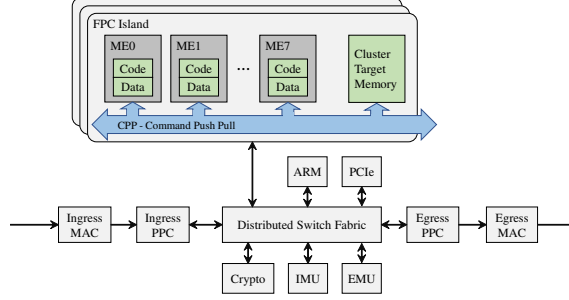 FPC Island
ME0
ME1
ME7
Code
Data
Code
Data
...
Code
Data
Cluster
Target
Memory
CPP - Command Push Pull
ARM
PCIe
Ingress
MAC
Ingress
PPC
Distributed Switch Fabric
Egress
PPC
Egress
MAC
Crypto
IMU
EMU